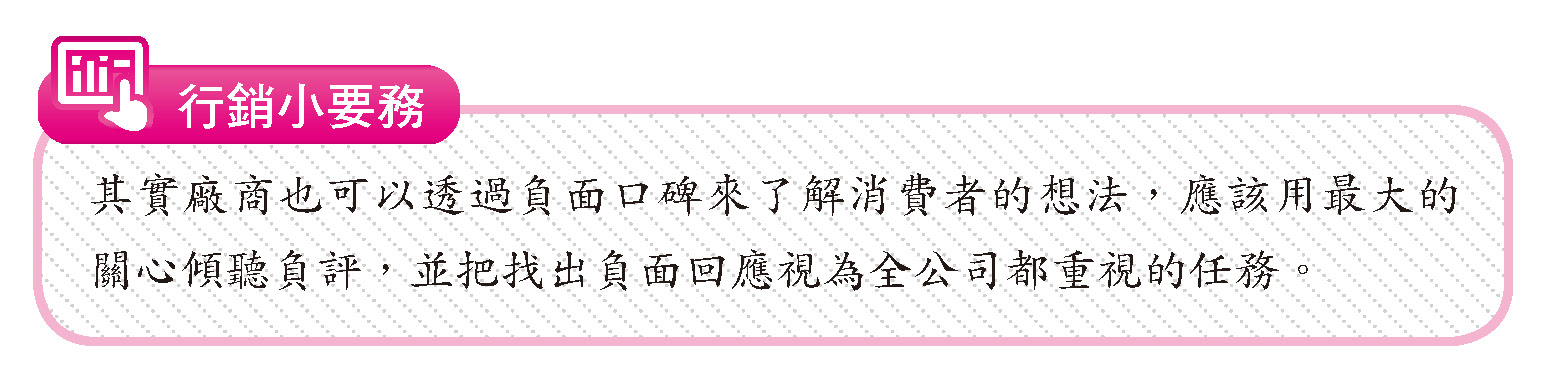 行銷小要務
其實廠商也可以透過負面口碑來了解消費者的想法，應該用最大的
關心傾聽負評，並把找出負面回應視為全公司都重視的任務。